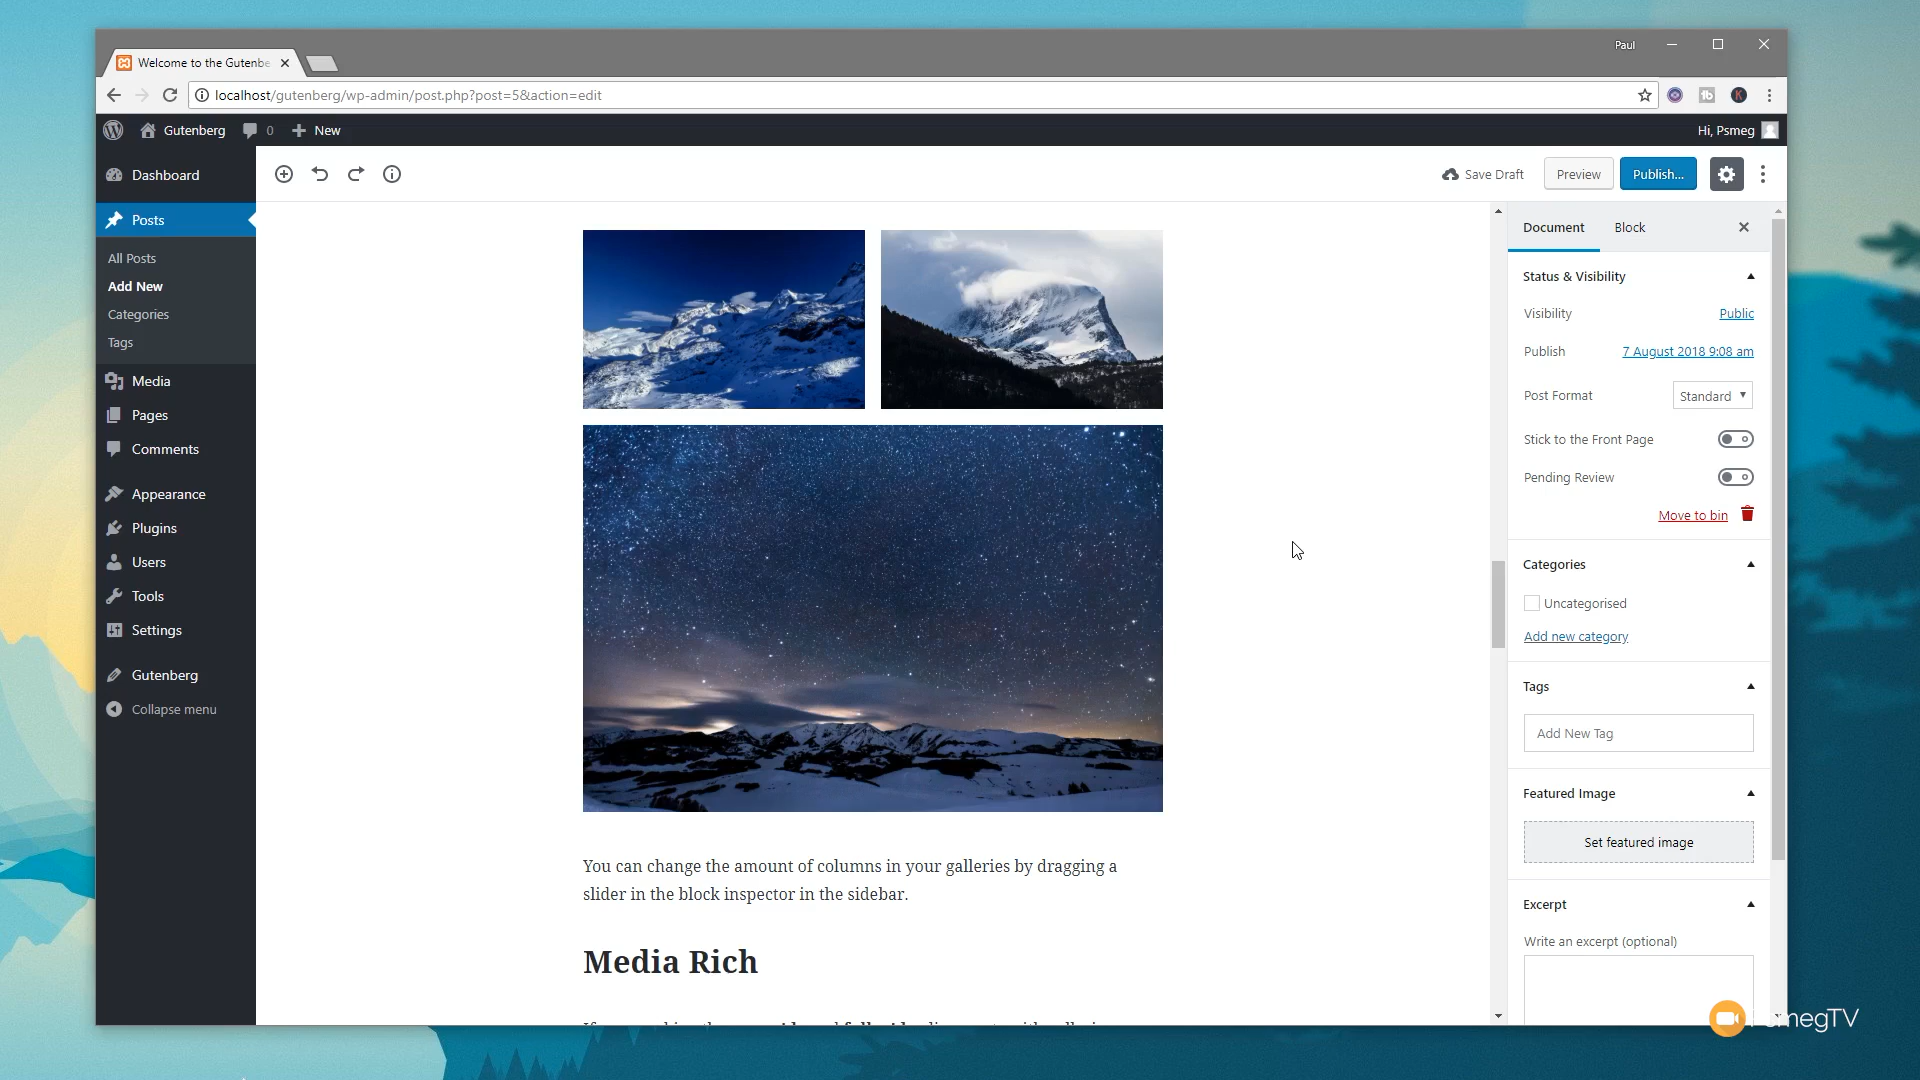 Paul
Welcome to the Gutenbe
localhost/gutenberg/wp-admin/post.php?post=5&action=edit
Gutenberg
0
New
Hi, Psmeg
Dashboard
Posts
All Posts
Add New
Categories
Tags
Media
Pages
Comments
Appearance
Plugins
Users
Tools
Settings
Gutenberg
Collapse menu
Save Draft
Preview
Publish...
You can change the amount of columns in your galleries by dragging a
slider in the block inspector in the sidebar.
Media Rich
Document
Block
Status & Visibility
Visibility
Public
Publish
7 August 2018 9:08 am
Post Format
Standard
Stick to the Front Page
Pending Review
Move to bin
Categories
Uncategorised
Add new category
Tags
Add New Tag
Featured Image
Set featured image
Excerpt
Write an excerpt (optional)